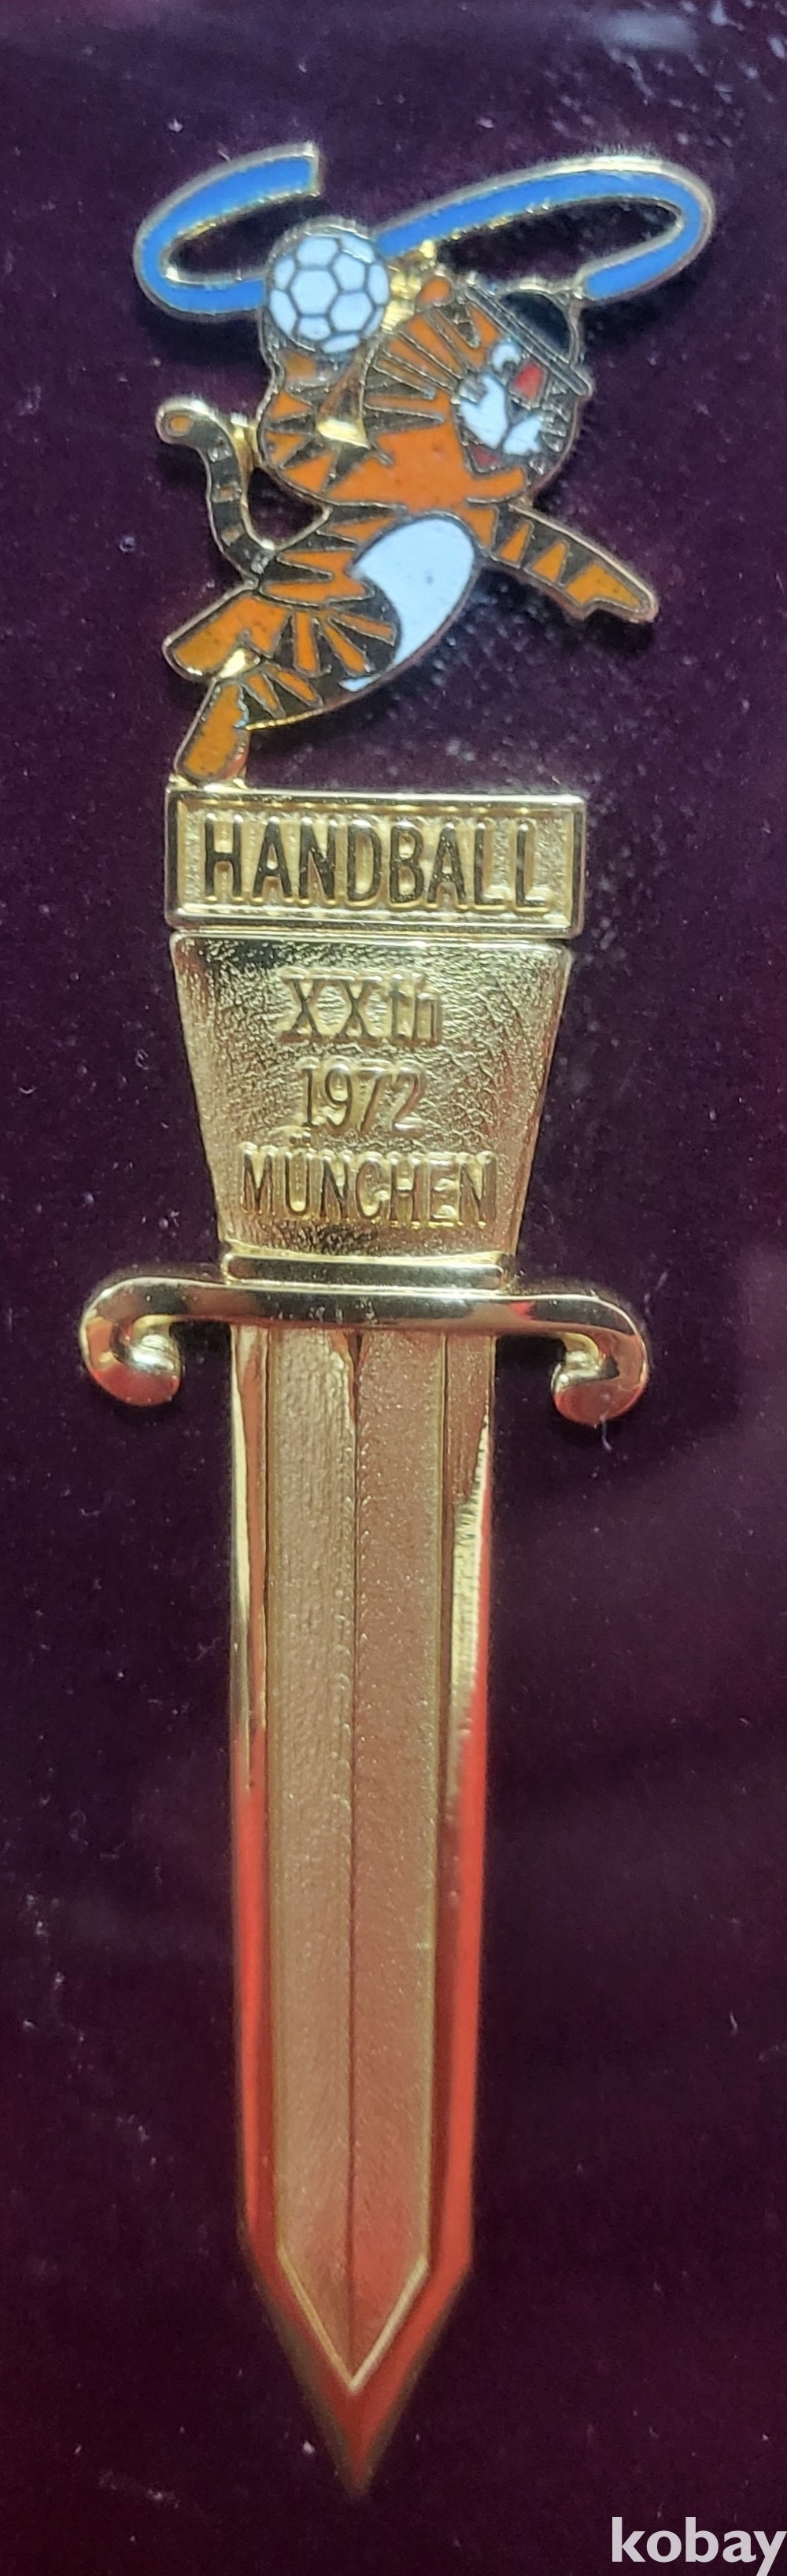 HANDBALL
XXth
1972
MÜNCHEN
kobay